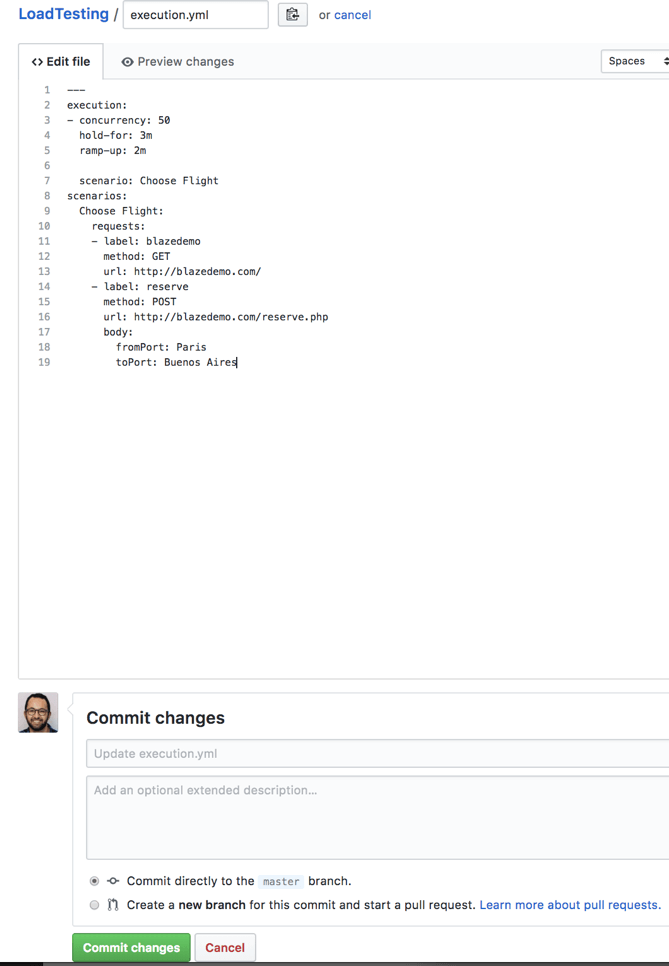 LoadTesting / execution.yml or cancel
Edit file Preview changes Spaces
1 ---
2 execution:
3 - concurrency: 50
4 hold-for: 3m
5 ramp-up: 2m
6
7 scenario: Choose Flight
8 scenarios:
9 Choose Flight:
10 requests:
11 - label: blazedemo
12 method: GET
13 url: http://blazedemo.com/
14 - label: reserve
15 method: POST
16 url: http://blazedemo.com/reserve.php
17 body:
18 fromPort: Paris
19 toPort: Buenos Aires
Commit changes
Update execution.yml
Add an optional extended description...
Commit directly to the master branch.
Create a new branch for this commit and start a pull request. Learn more about pull requests.
Commit changes Cancel